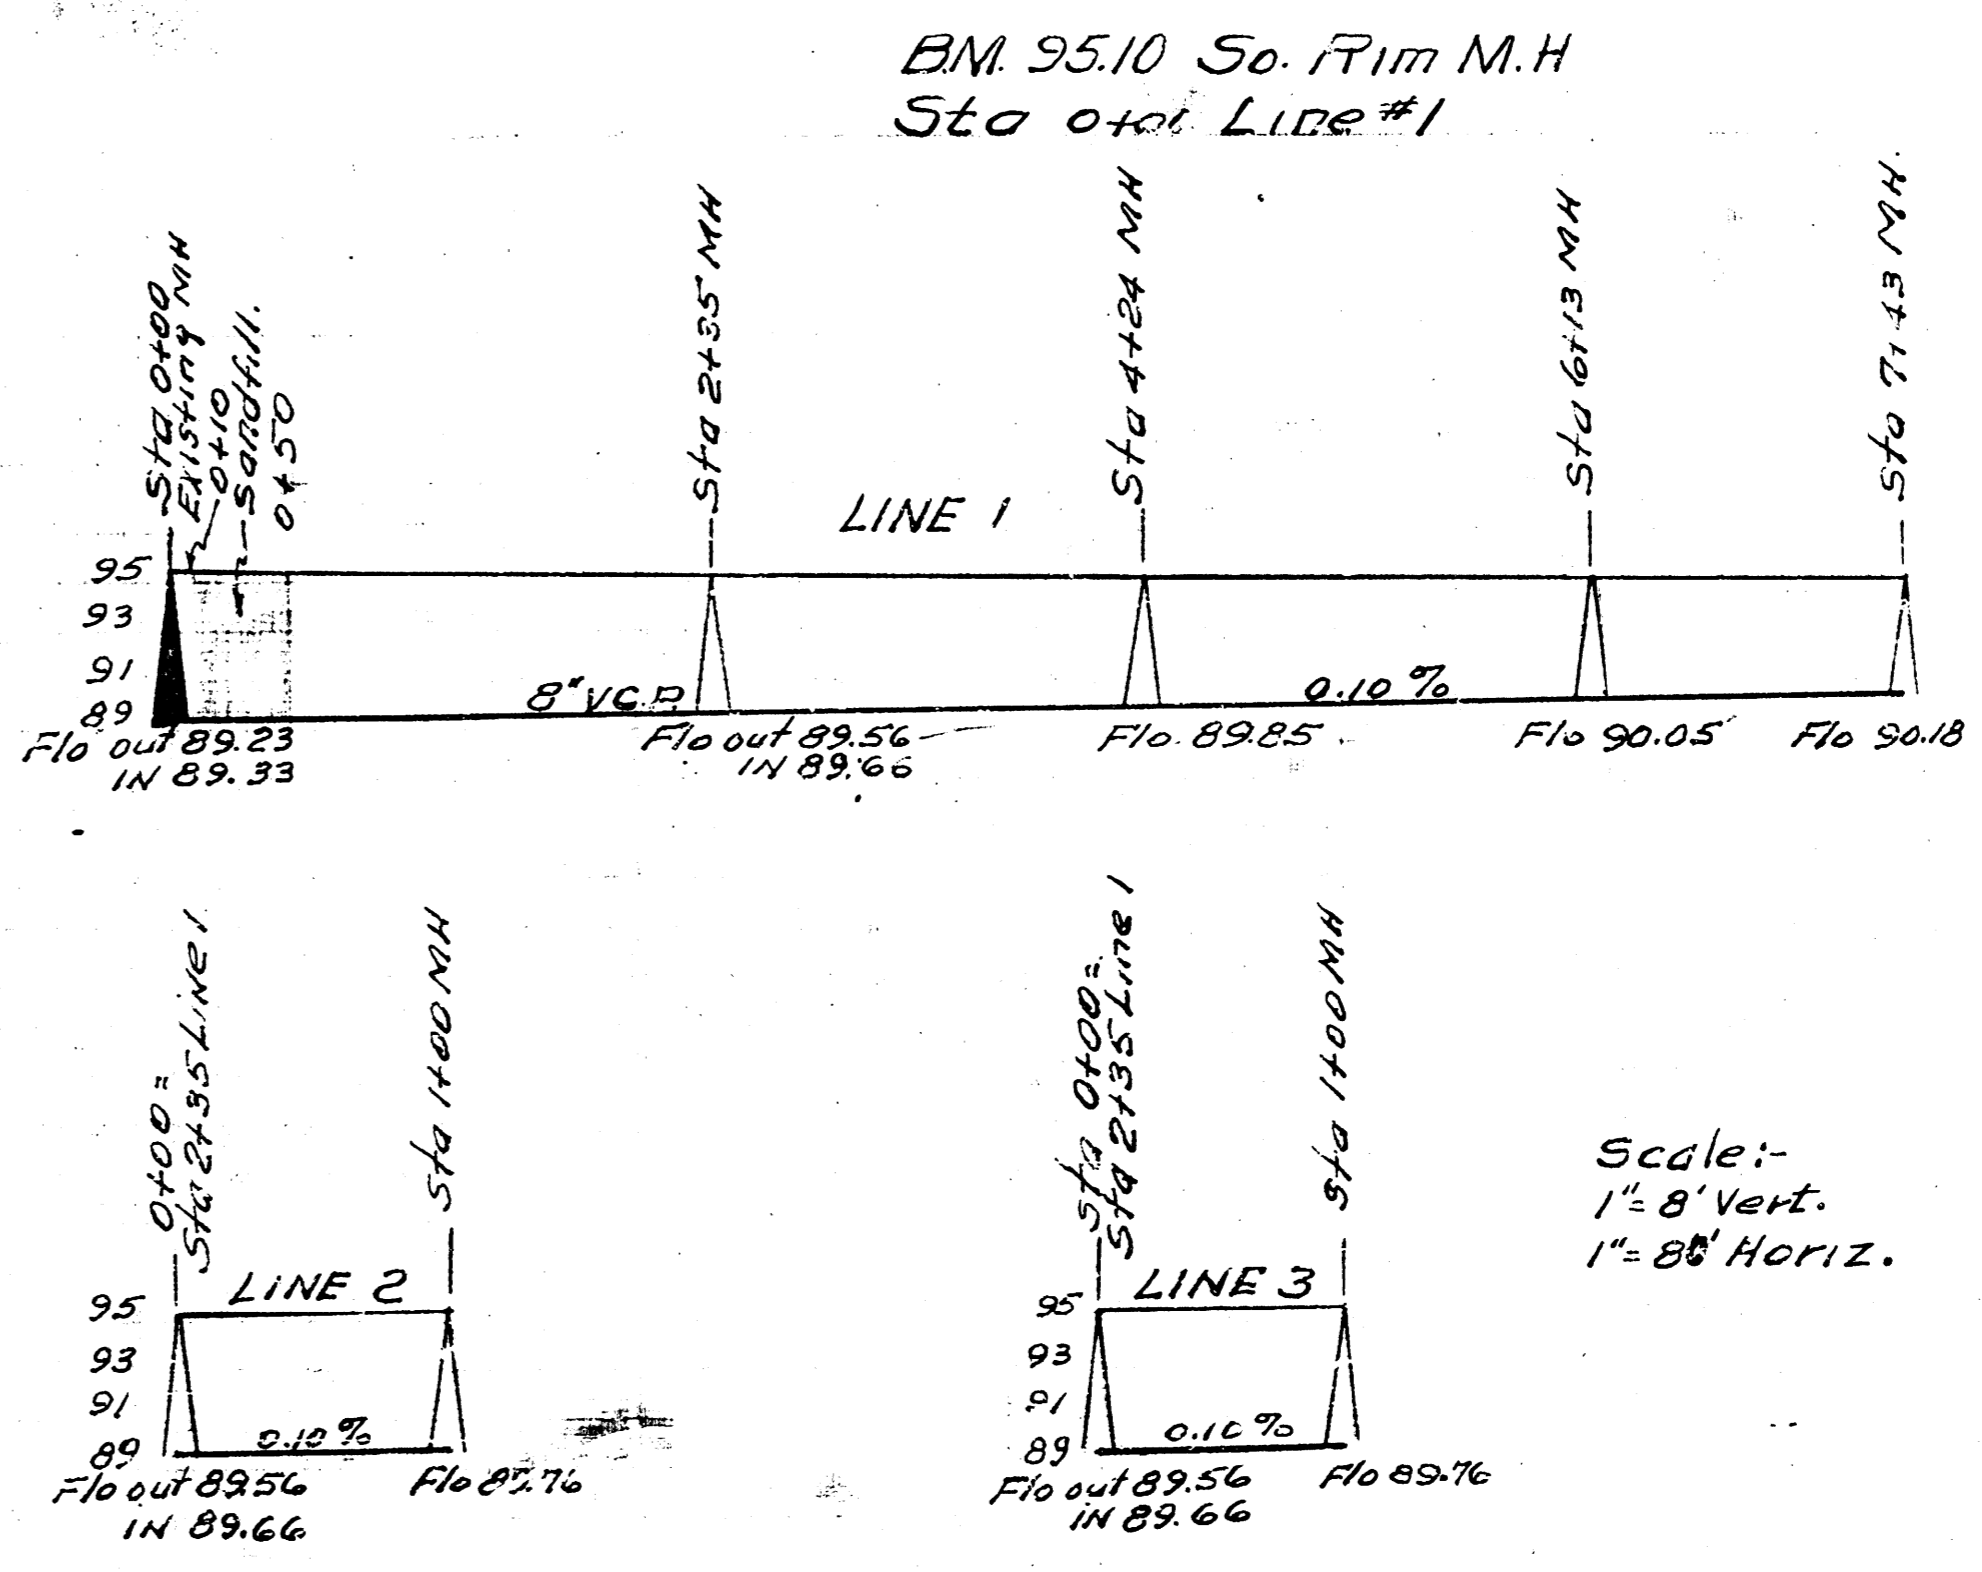 B.M. 95.10 So. Rim M.H
Sta 0+01 Line #1
Sta 0+00
Existing MH
0+10
Sandfill.
0+50
Sta 2+35 MH
Sta 4+24 MH
Sta 6+13 MH
Sta 7+43 MH.
LINE 1
95
93
91
89
8" V.C.P.
0.10 %
Flo out 89.23
IN 89.33
Flo out 89.56
IN 89.66
Flo. 89.85
Flo 90.05
Flo 90.18
0+00 =
Sta 2+35 LiNe 1
Sta 1+00 MH
LiNE 2
95
93
91
89
0.10 %
Flo out 89.56
IN 89.66
Flo 89.76
Sta 0+00 =
Sta 2+35 Line 1
Sta 1+00 MH
LINE 3
95
93
91
89
0.10 %
Flo out 89.56
iN 89.66
Flo 89.76
Scale:-
1"= 8' Vert.
1"= 80' Horiz.